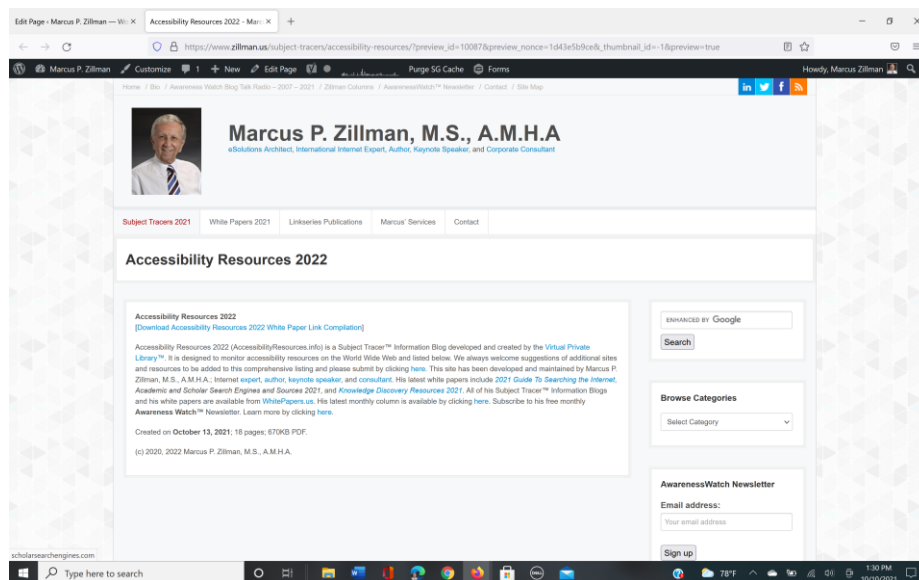 Edit Page ‹ Marcus P. Zillman — Wo
Accessibility Resources 2022 – Marc
https://www.zillman.us/subject-tracers/accessibility-resources/?preview_id=10087&preview_nonce=1d43e5b9ce&_thumbnail_id=-1&preview=true
Marcus P. Zillman Customize 1 New Edit Page Purge SG Cache Forms Howdy, Marcus Zillman
Home / Bio / Awareness Watch Blog Talk Radio – 2007 – 2021 / Zillman Columns / AwarenessWatch™ Newsletter / Contact / Site Map
Marcus P. Zillman, M.S., A.M.H.A
eSolutions Architect, International Internet Expert, Author, Keynote Speaker, and Corporate Consultant
Subject Tracers 2021 White Papers 2021 Linkseries Publications Marcus' Services Contact
Accessibility Resources 2022
Accessibility Resources 2022
[Download Accessibility Resources 2022 White Paper Link Compilation]
Accessibility Resources 2022 (AccessibilityResources.info) is a Subject Tracer™ Information Blog developed and created by the Virtual Private
Library™. It is designed to monitor accessibility resources on the World Wide Web and listed below. We always welcome suggestions of additional sites
and resources to be added to this comprehensive listing and please submit by clicking here. This site has been developed and maintained by Marcus P.
Zillman, M.S., A.M.H.A.; Internet expert, author, keynote speaker, and consultant. His latest white papers include 2021 Guide To Searching the Internet,
Academic and Scholar Search Engines and Sources 2021, and Knowledge Discovery Resources 2021. All of his Subject Tracer™ Information Blogs
and his white papers are available from WhitePapers.us. His latest monthly column is available by clicking here. Subscribe to his free monthly
Awareness Watch™ Newsletter. Learn more by clicking here.
Created on October 13, 2021; 18 pages; 670KB PDF.
(c) 2020, 2022 Marcus P. Zillman, M.S., A.M.H.A.
ENHANCED BY Google
Search
Browse Categories
Select Category
AwarenessWatch Newsletter
Email address:
Your email address
Sign up
scholarsearchengines.com
Type here to search
DELL
78°F
1:30 PM
10/10/2021